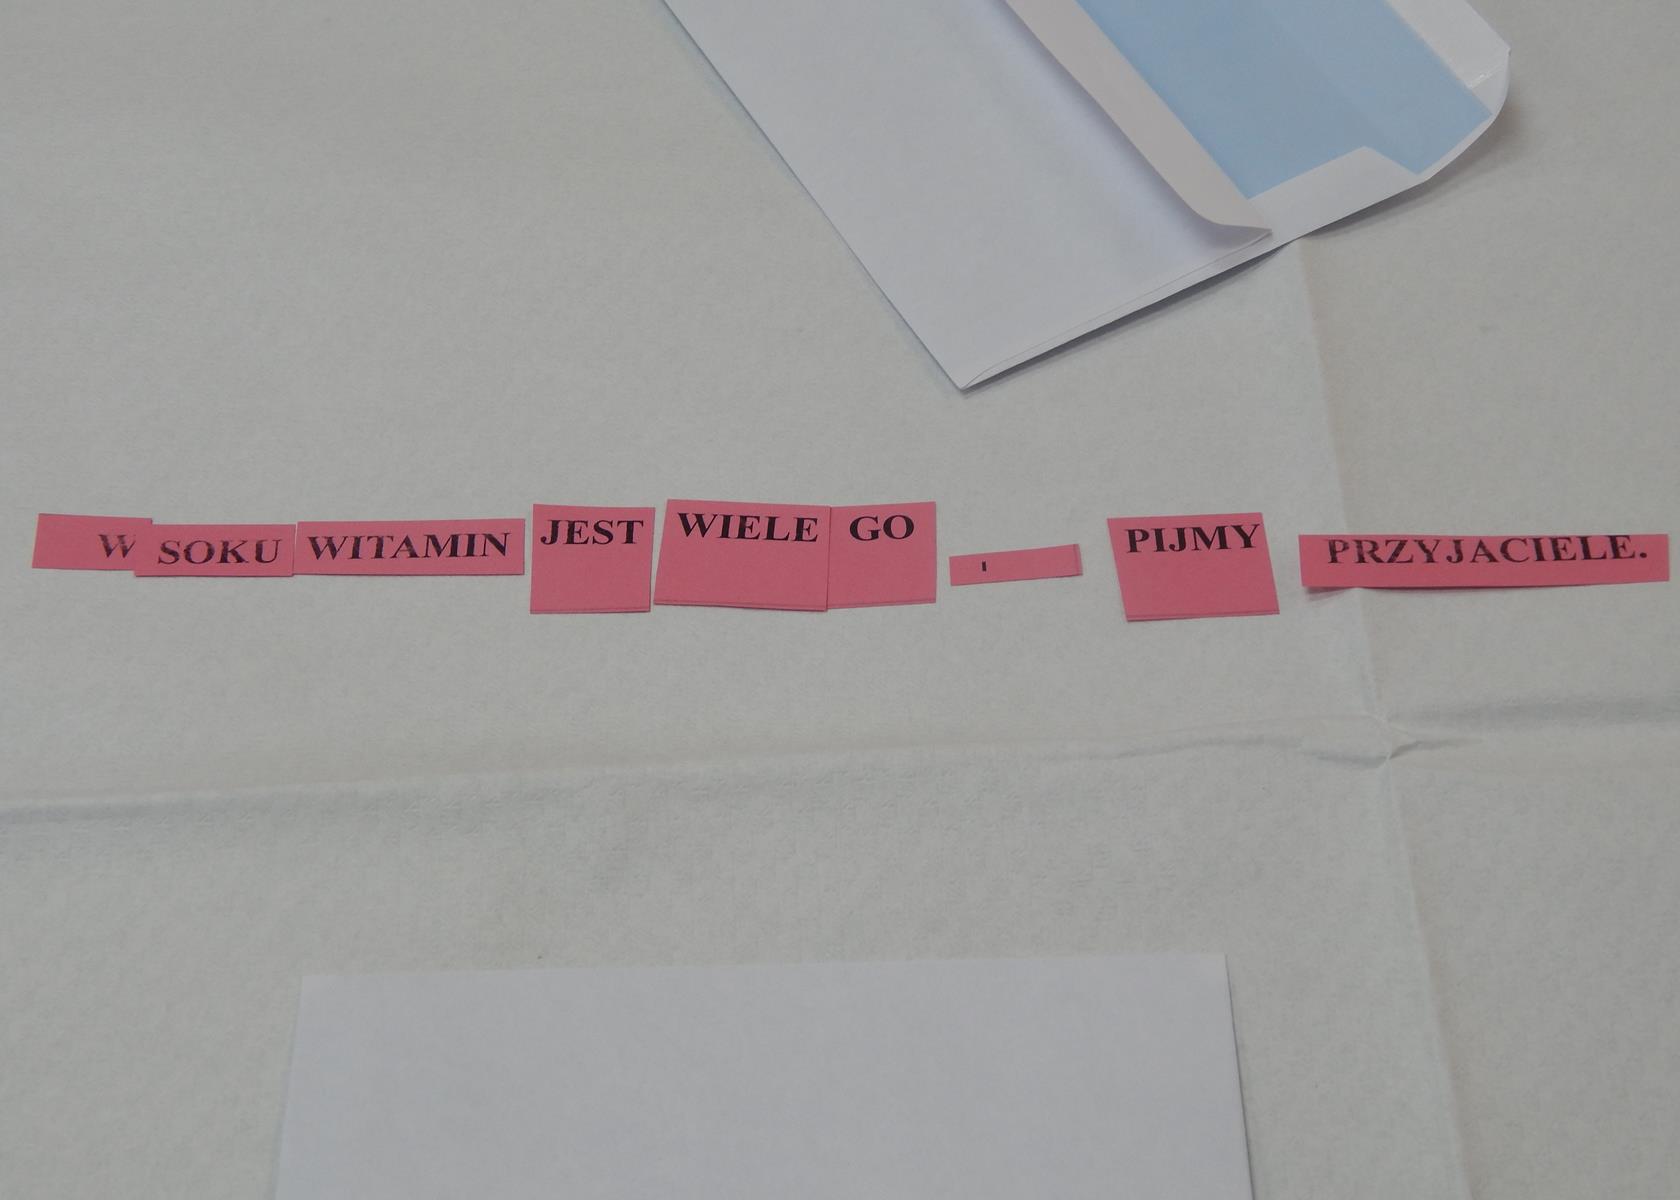 W SOKU WITAMIN JEST WIELE GO PIJMY PRZYJACIELE.